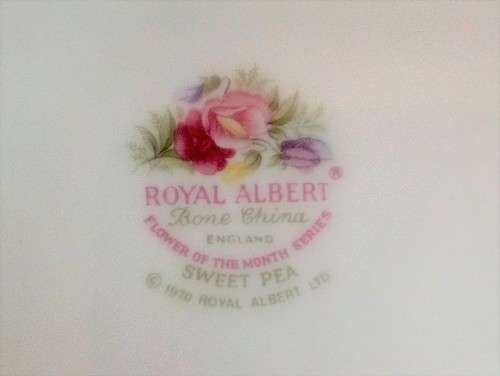 ROYAL ALBERT®
Bone China
ENGLAND
FLOWER OF THE MONTH SERIES
SWEET PEA
© 1970 ROYAL ALBERT LTD